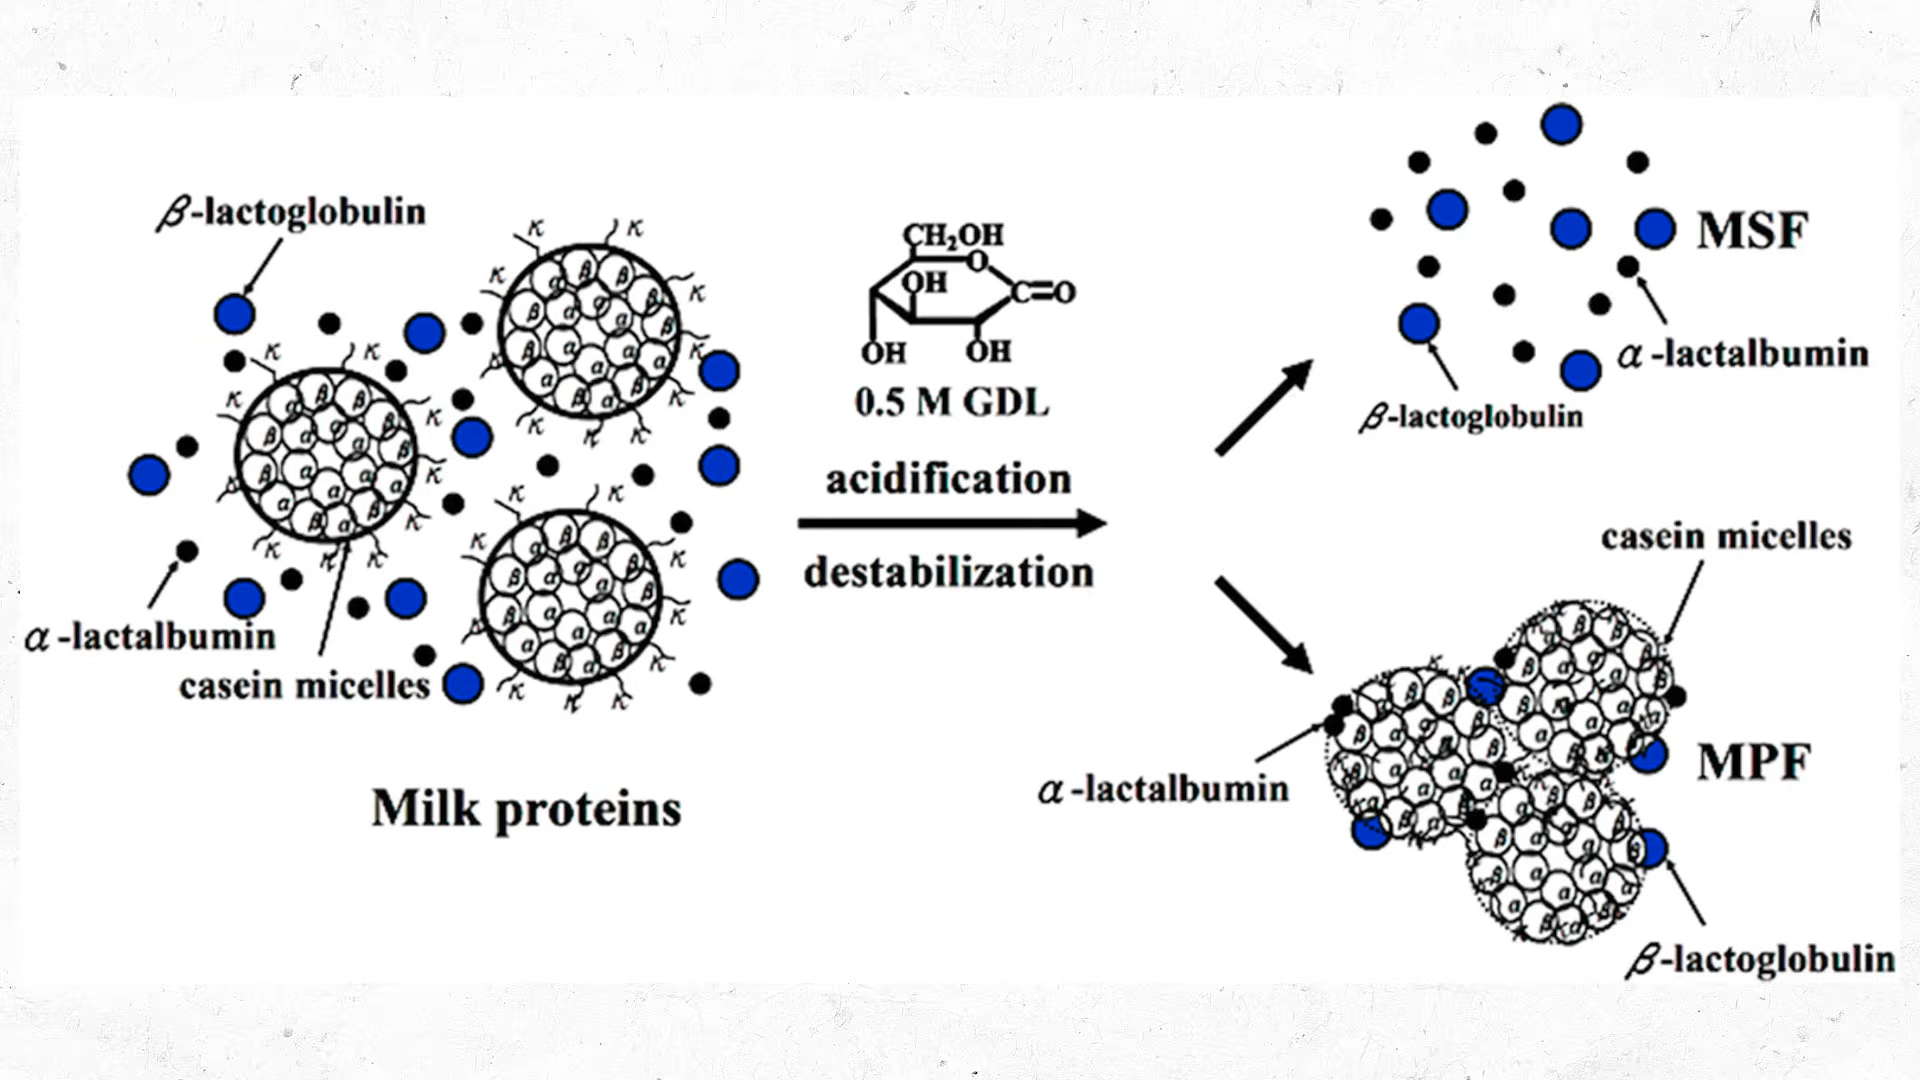 β-lactoglobulin
α-lactalbumin
casein micelles
Milk proteins
CH₂OH
O
OH
C=O
OH
OH
0.5 M GDL
acidification
destabilization
MSF
α-lactalbumin
β-lactoglobulin
casein micelles
MPF
α-lactalbumin
β-lactoglobulin